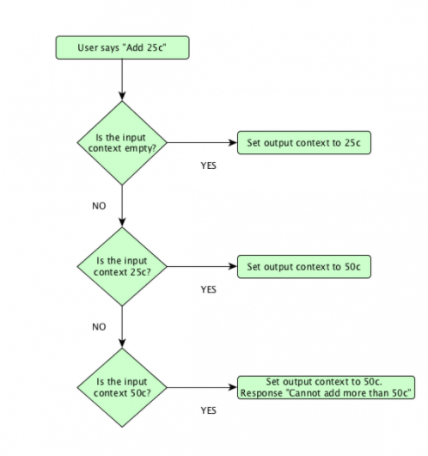 User says "Add 25c"
Is the input
context empty?
Set output context to 25c
YES
NO
Is the input
context 25c?
Set output context to 50c
YES
NO
Is the input
context 50c?
Set output context to 50c.
Response "Cannot add more than 50c"
YES